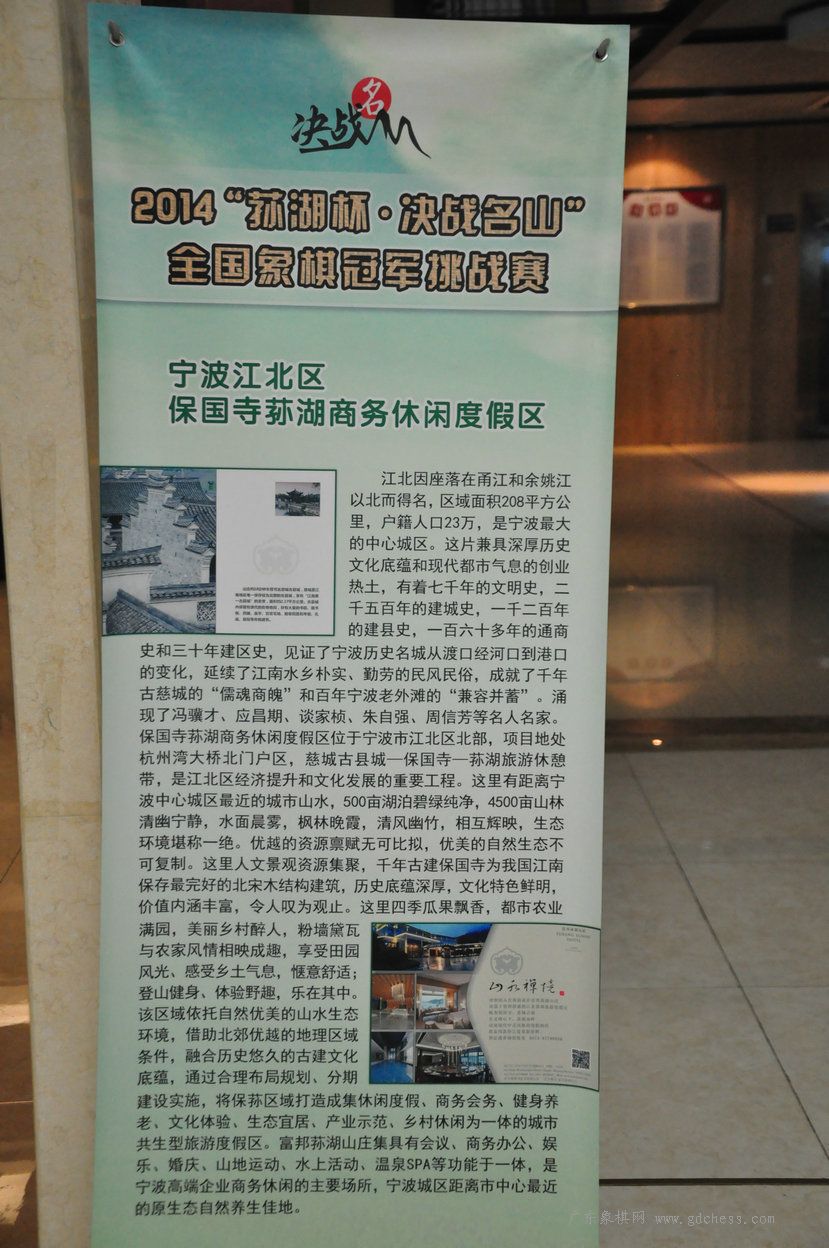 决战名山
2014“荪湖杯·决战名山”
全国象棋冠军挑战赛
宁波江北区
保国寺荪湖商务休闲度假区
江北因座落在甬江和余姚江
以北而得名，区域面积208平方公
里，户籍人口23万，是宁波最大
的中心城区。这片兼具深厚历史
文化底蕴和现代都市气息的创业
热土，有着七千年的文明史，二
千五百年的建城史，一千二百年
的建县史，一百六十多年的通商
史和三十年建区史，见证了宁波历史名城从渡口经河口到港口
的变化，延续了江南水乡朴实、勤劳的民风民俗，成就了千年
古慈城的“儒魂商魄”和百年宁波老外滩的“兼容并蓄”。涌
现了冯骥才、应昌期、谈家桢、朱自强、周信芳等名人名家。
保国寺荪湖商务休闲度假区位于宁波市江北区北部，项目地处
杭州湾大桥北门户区，慈城古县城—保国寺—荪湖旅游休憩
带，是江北区经济提升和文化发展的重要工程。这里有距离宁
波中心城区最近的城市山水，500亩湖泊碧绿纯净，4500亩山林
清幽宁静，水面晨雾，枫林晚霞，清风幽竹，相互辉映，生态
环境堪称一绝。优越的资源禀赋无可比拟，优美的自然生态不
可复制。这里人文景观资源集聚，千年古建保国寺为我国江南
保存最完好的北宋木结构建筑，历史底蕴深厚，文化特色鲜明，
价值内涵丰富，令人叹为观止。这里四季瓜果飘香，都市农业
满园，美丽乡村醉人，粉墙黛瓦
与农家风情相映成趣，享受田园
风光、感受乡土气息，惬意舒适；
登山健身、体验野趣，乐在其中。
该区域依托自然优美的山水生态
环境，借助北郊优越的地理区域
条件，融合历史悠久的古建文化
底蕴，通过合理布局规划、分期
建设实施，将保荪区域打造成集休闲度假、商务会务、健身养
老、文化体验、生态宜居、产业示范、乡村休闲为一体的城市
共生型旅游度假区。富邦荪湖山庄集具有会议、商务办公、娱
乐、婚庆、山地运动、水上活动、温泉SPA等功能于一体，是
宁波高端企业商务休闲的主要场所，宁波城区距离市中心最近
的原生态自然养生佳地。
山水禅境
广东象棋网 www.gdchess.com